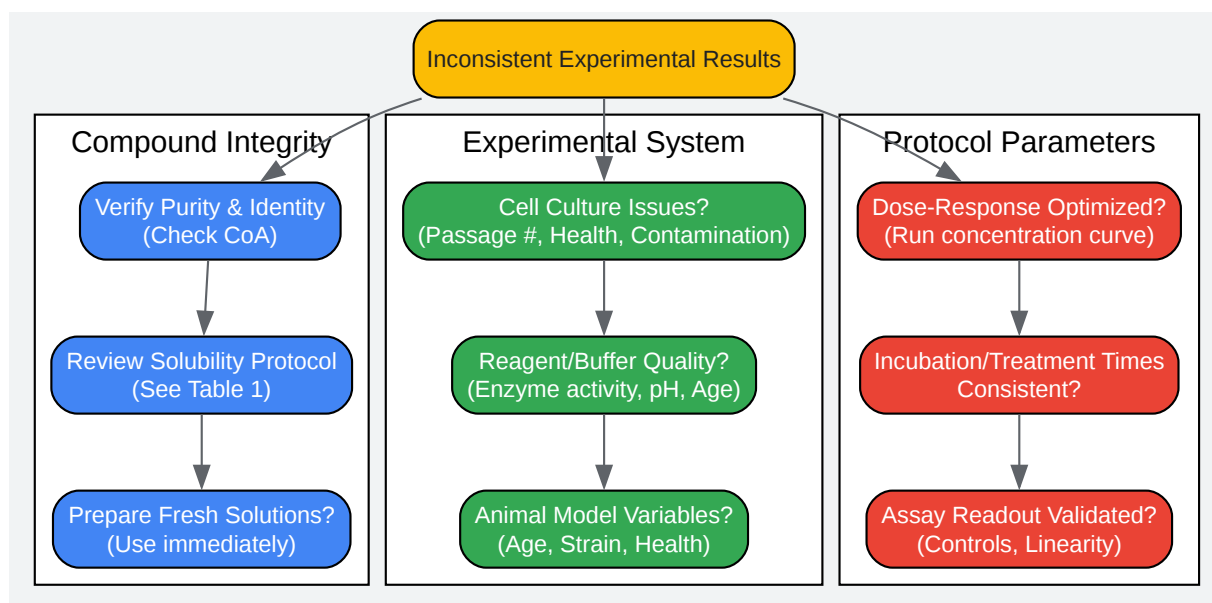 Inconsistent Experimental Results
Compound Integrity
Verify Purity & Identity
(Check CoA)
Review Solubility Protocol
(See Table 1)
Prepare Fresh Solutions?
(Use immediately)
Experimental System
Cell Culture Issues?
(Passage #, Health, Contamination)
Reagent/Buffer Quality?
(Enzyme activity, pH, Age)
Animal Model Variables?
(Age, Strain, Health)
Protocol Parameters
Dose-Response Optimized?
(Run concentration curve)
Incubation/Treatment Times
Consistent?
Assay Readout Validated?
(Controls, Linearity)